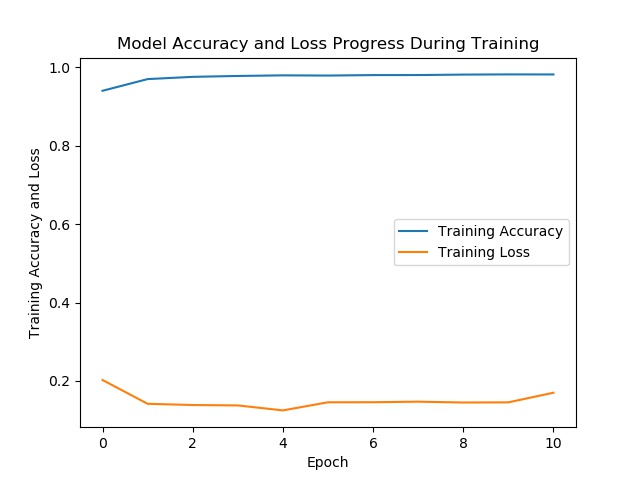 Model Accuracy and Loss Progress During Training
1.0
0.8
0.6
0.4
0.2
Training Accuracy and Loss
Training Accuracy
Training Loss
0 2 4 6 8 10
Epoch